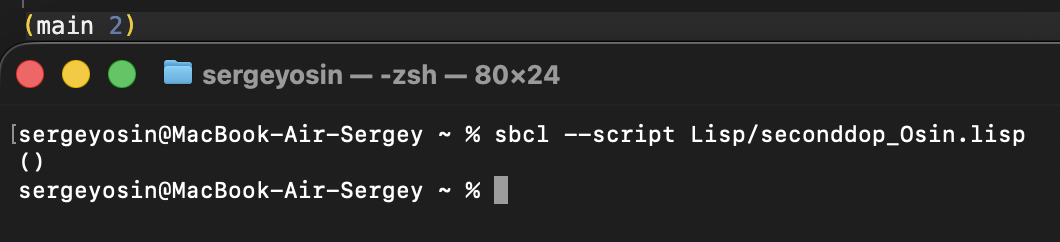 (main 2)
sergeyosin — -zsh — 80×24
[sergeyosin@MacBook-Air-Sergey ~ % sbcl --script Lisp/seconddop_Osin.lisp
()
sergeyosin@MacBook-Air-Sergey ~ %